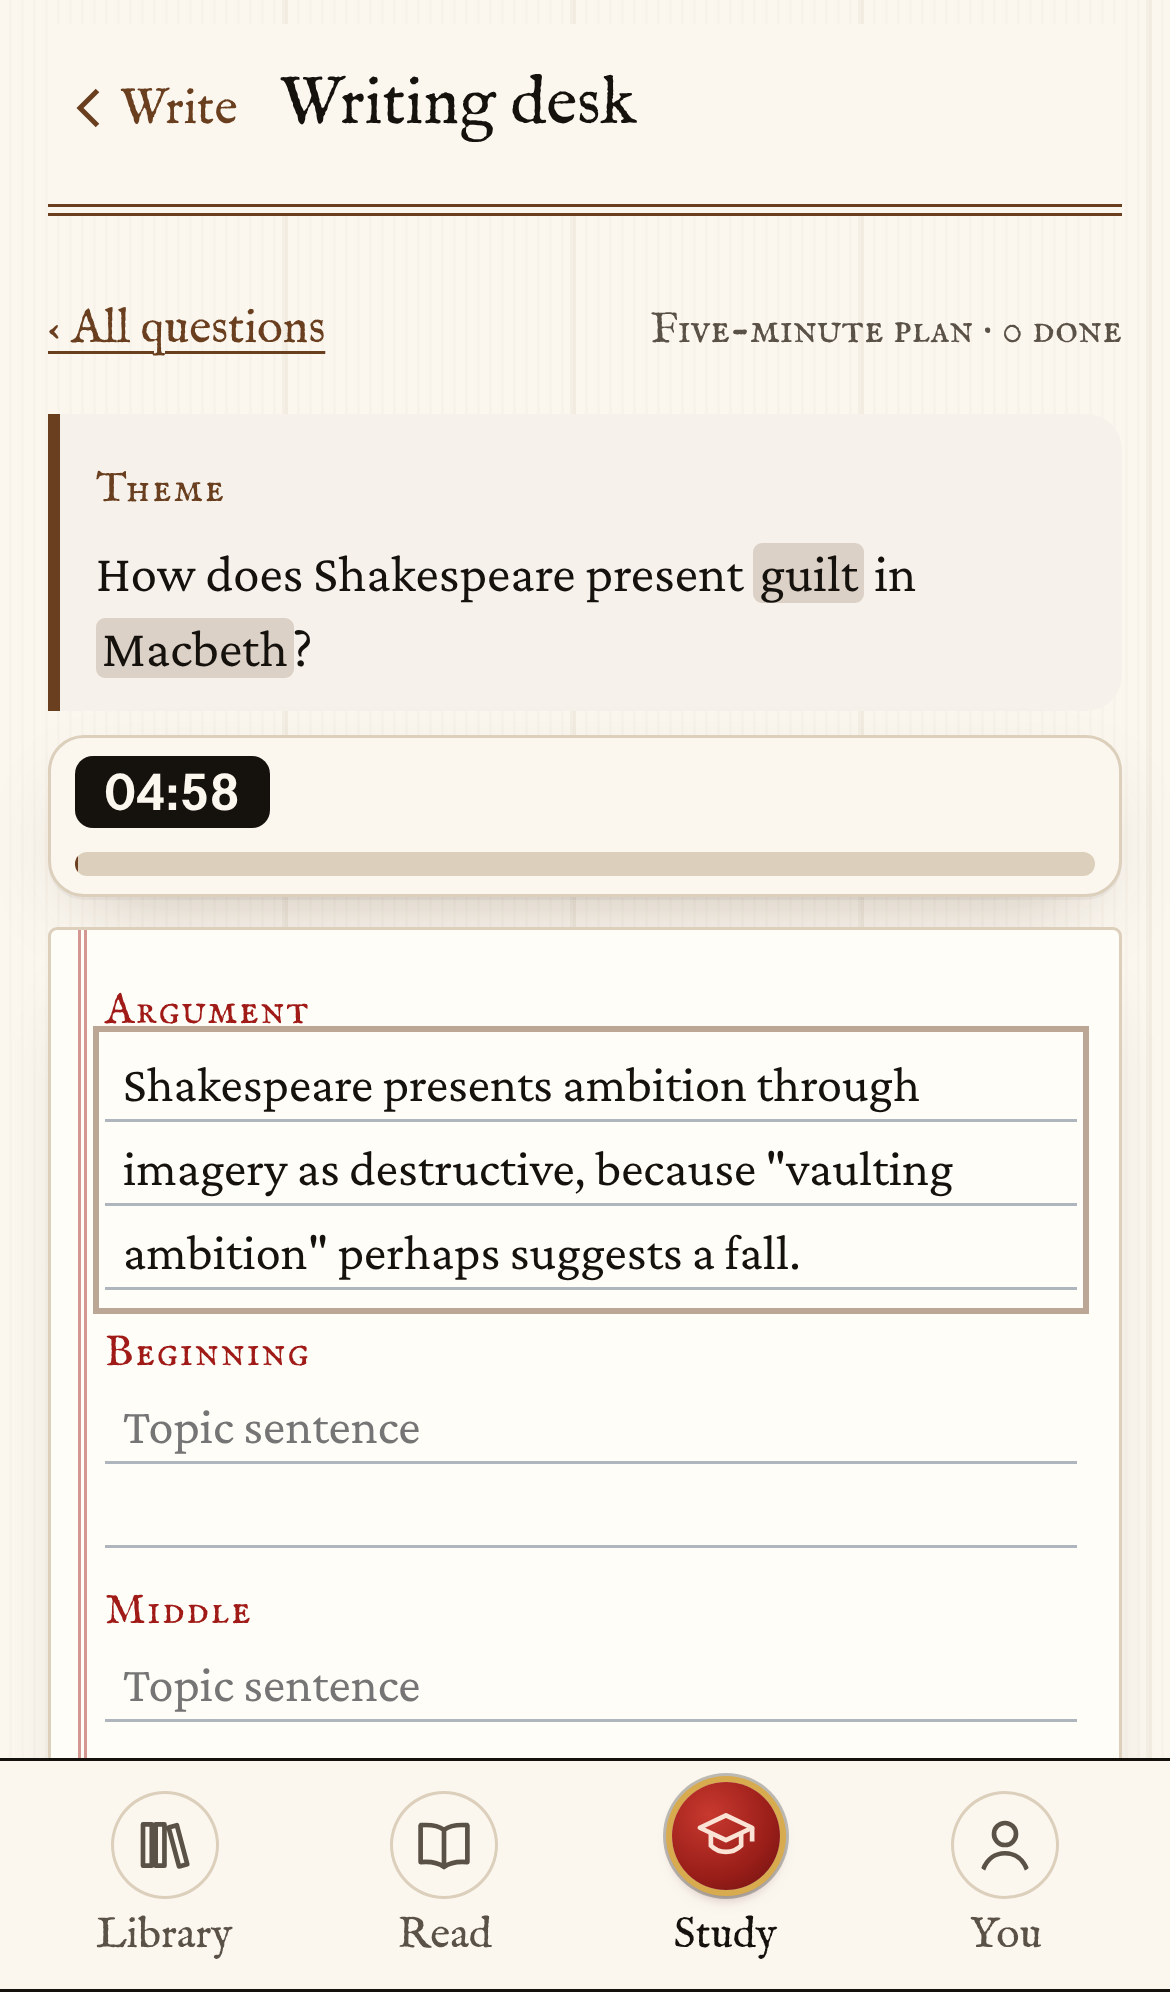 Write Writing desk
‹ All questions Five-minute plan · 0 done
Theme
How does Shakespeare present guilt in
Macbeth?
04:58
Argument
Shakespeare presents ambition through
imagery as destructive, because "vaulting
ambition" perhaps suggests a fall.
Beginning
Topic sentence
Middle
Topic sentence
Library Read Study You